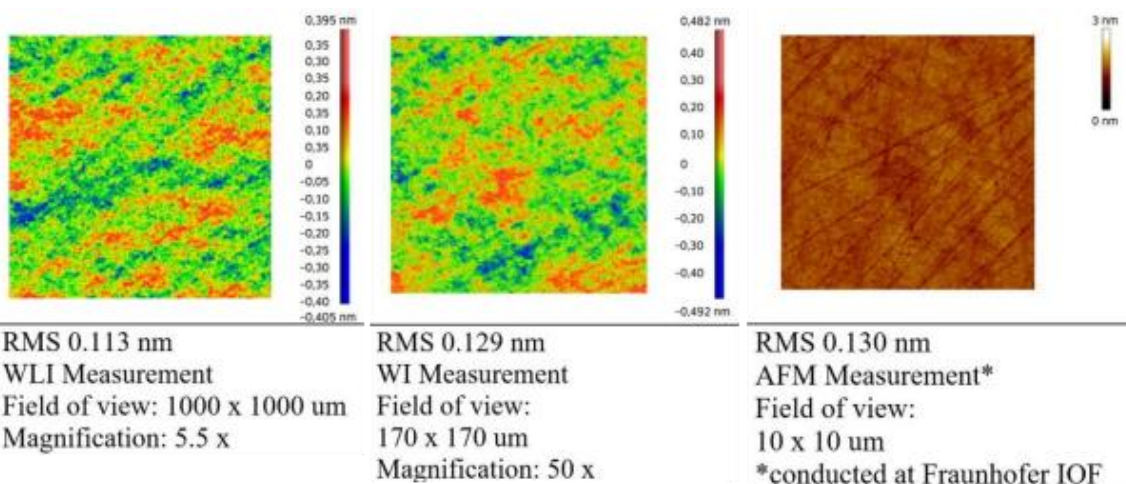 0,395 nm
0,35
0,30
0,25
0,20
0,15
0,10
0,05
0
-0,05
-0,10
-0,15
-0,20
-0,25
-0,30
-0,35
-0,40
-0,405 nm
RMS 0.113 nm
WLI Measurement
Field of view: 1000 x 1000 um
Magnification: 5.5 x
0,482 nm
0,40
0,30
0,20
0,10
0
-0,10
-0,20
-0,30
-0,40
-0,492 nm
RMS 0.129 nm
WI Measurement
Field of view:
170 x 170 um
Magnification: 50 x
3 nm
0 nm
RMS 0.130 nm
AFM Measurement*
Field of view:
10 x 10 um
*conducted at Fraunhofer IOF